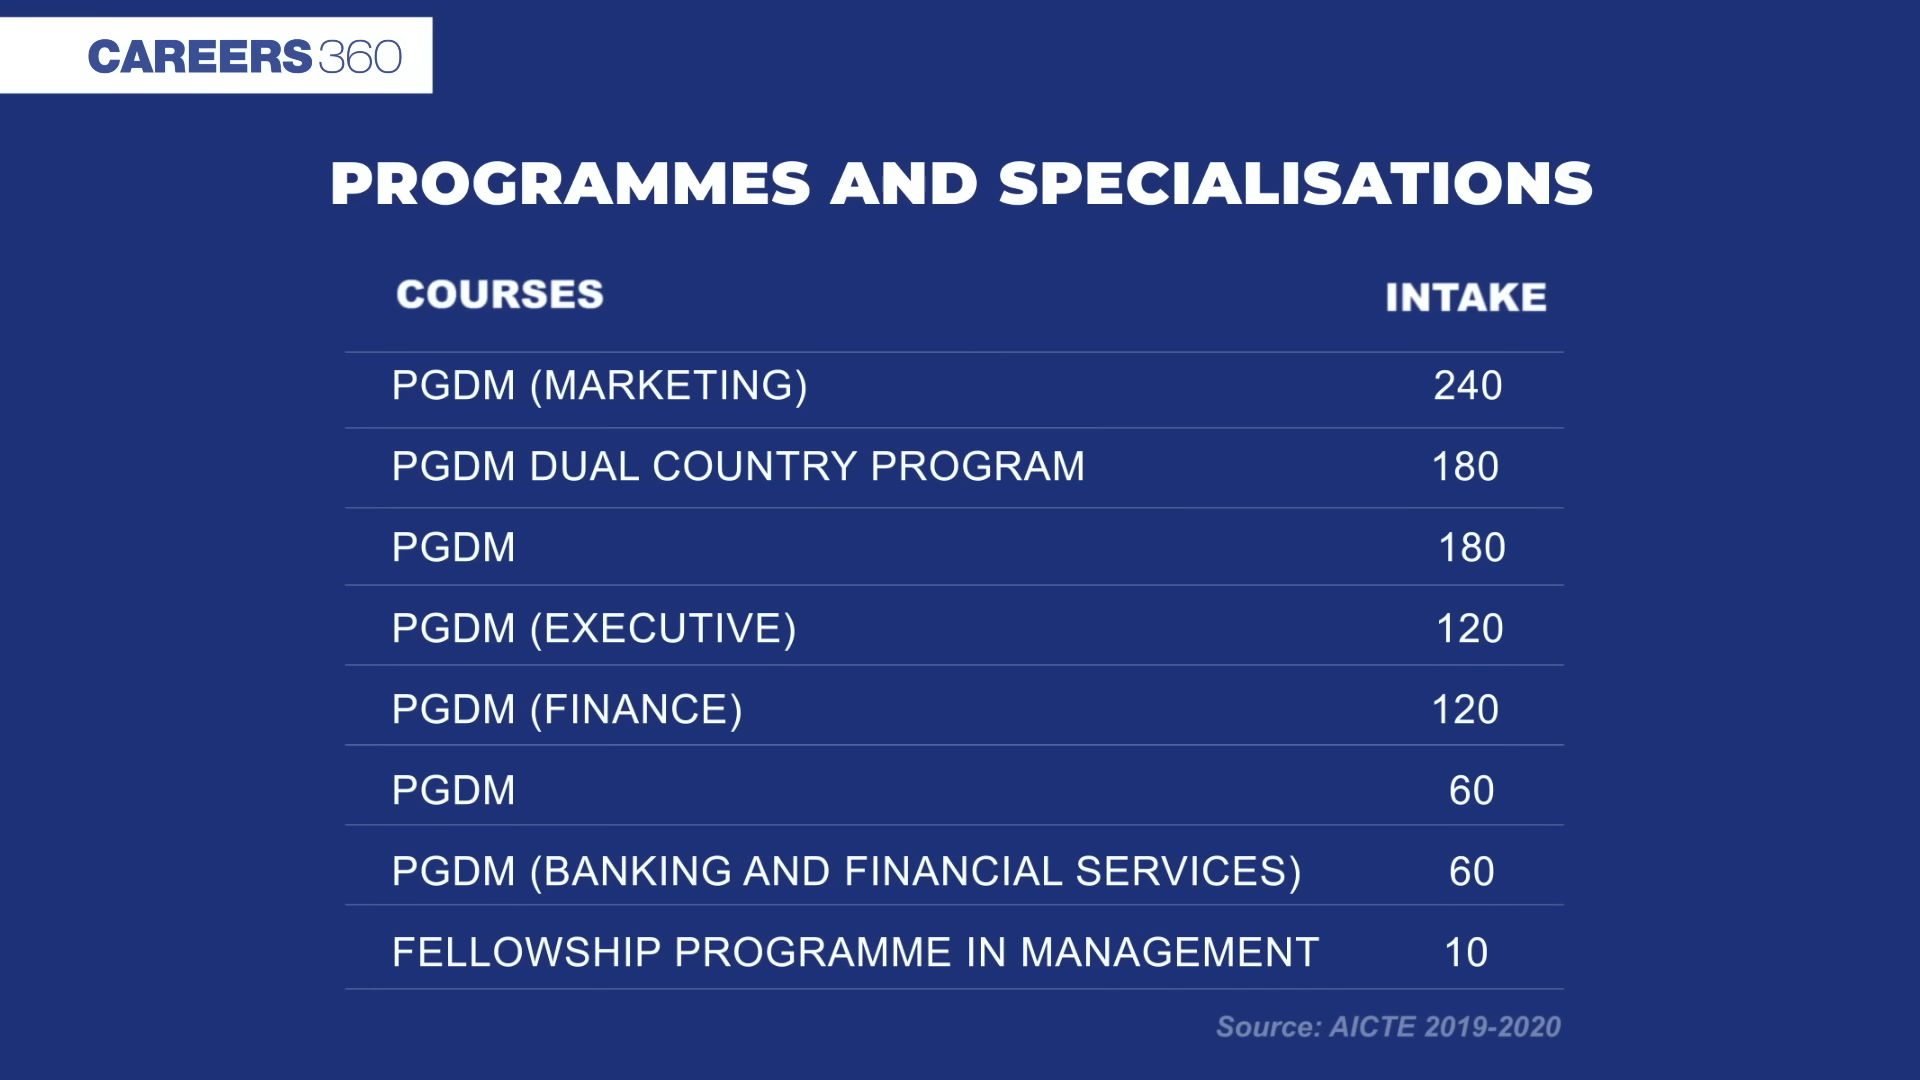 CAREERS360
PROGRAMMES AND SPECIALISATIONS
COURSES INTAKE
PGDM (MARKETING) 240
PGDM DUAL COUNTRY PROGRAM 180
PGDM 180
PGDM (EXECUTIVE) 120
PGDM (FINANCE) 120
PGDM 60
PGDM (BANKING AND FINANCIAL SERVICES) 60
FELLOWSHIP PROGRAMME IN MANAGEMENT 10
Source: AICTE 2019-2020